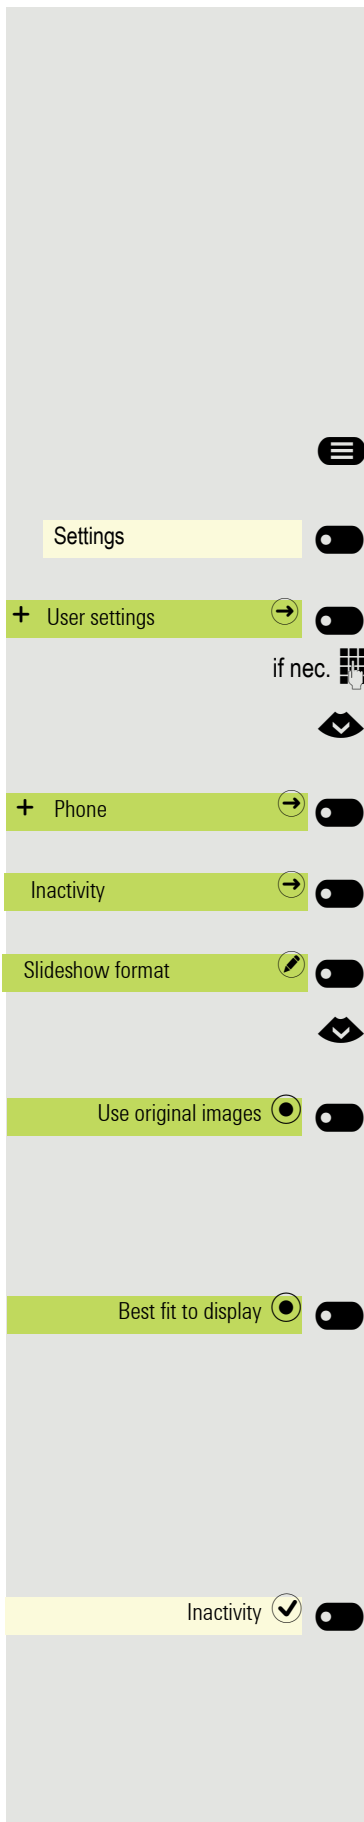 Settings
+ User settings
if nec.
+ Phone
Inactivity
Slideshow format
Use original images
Best fit to display
Inactivity